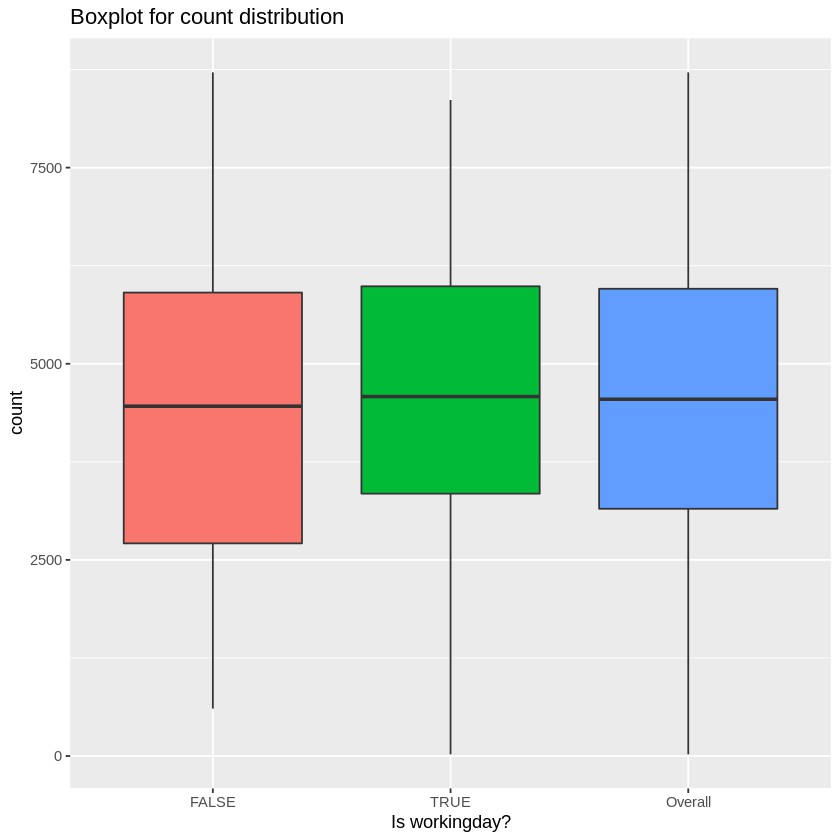 Boxplot for count distribution
7500
5000
2500
0
count
FALSE TRUE Overall
Is workingday?